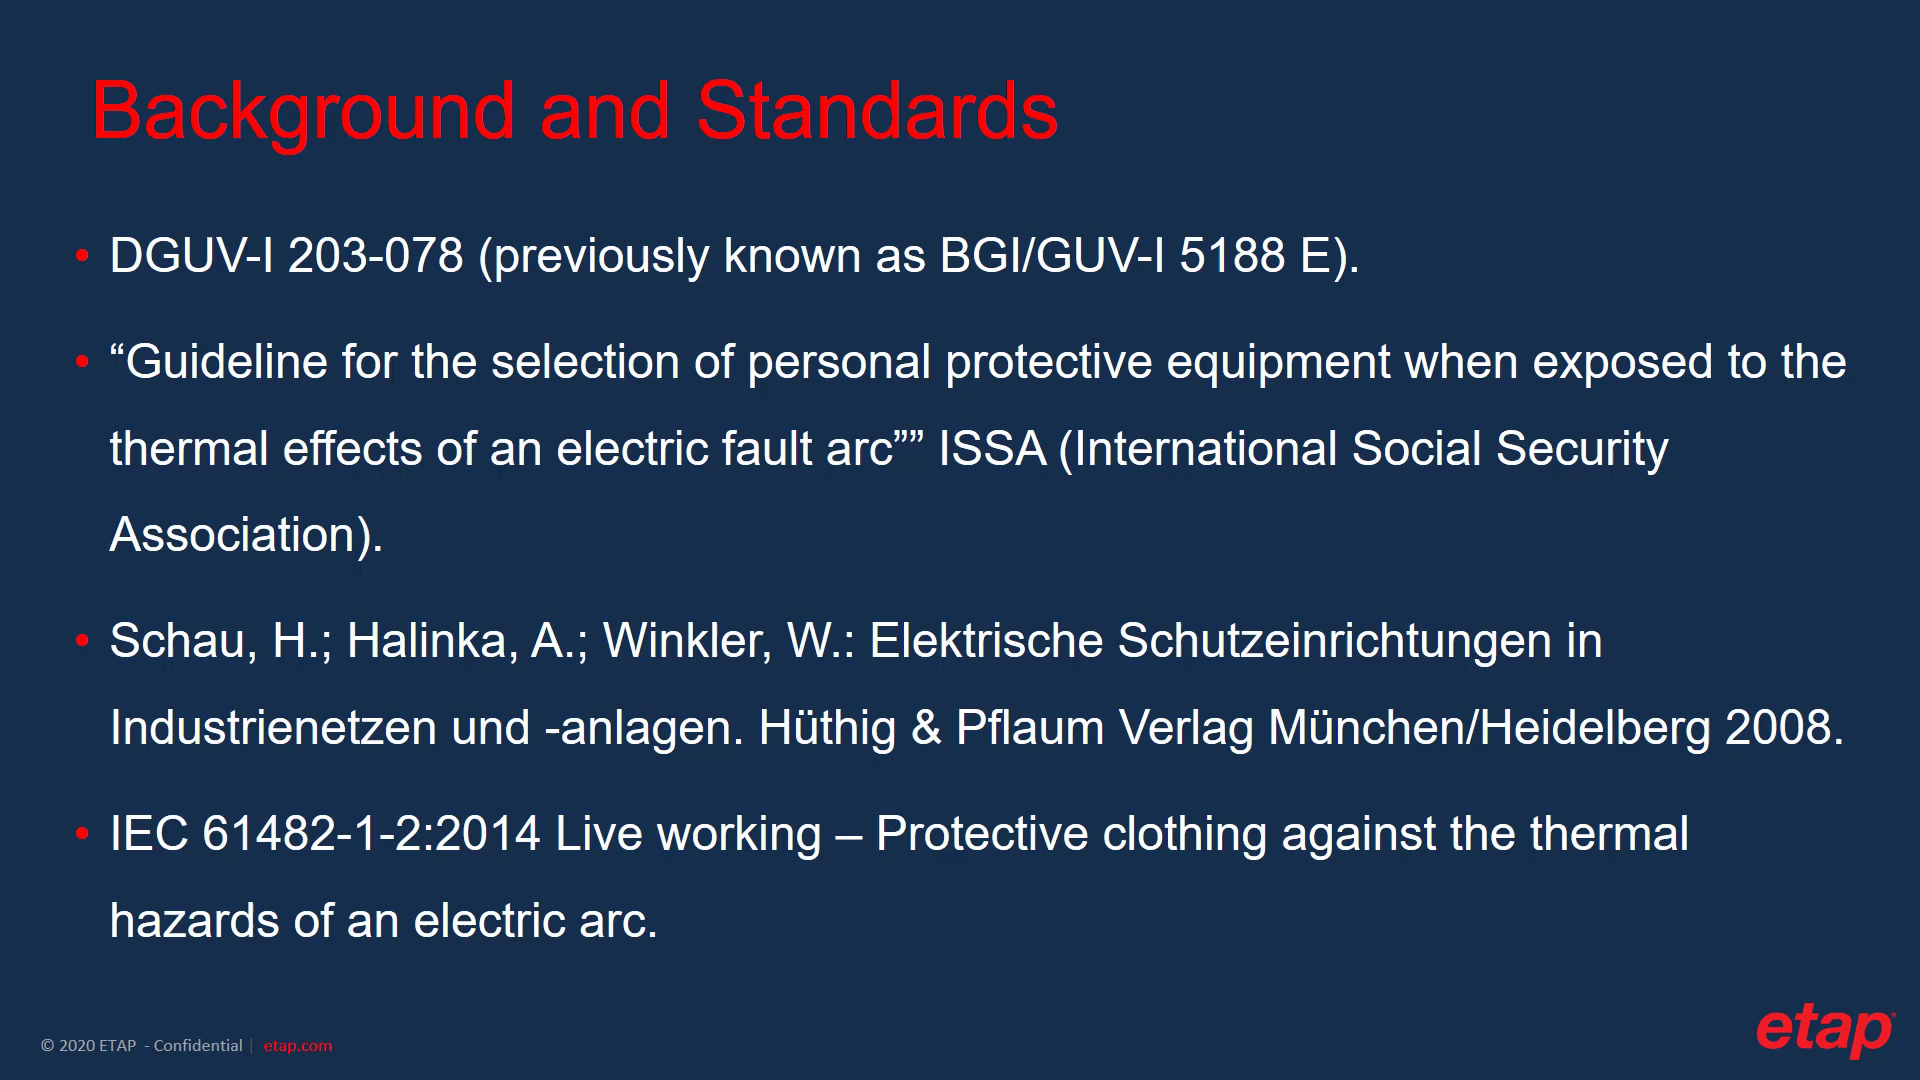 Background and Standards
• DGUV-I 203-078 (previously known as BGI/GUV-I 5188 E).
• “Guideline for the selection of personal protective equipment when exposed to the
thermal effects of an electric fault arc”” ISSA (International Social Security
Association).
• Schau, H.; Halinka, A.; Winkler, W.: Elektrische Schutzeinrichtungen in
Industrienetzen und -anlagen. Hüthig & Pflaum Verlag München/Heidelberg 2008.
• IEC 61482-1-2:2014 Live working – Protective clothing against the thermal
hazards of an electric arc.
© 2020 ETAP - Confidential | etap.com
etap